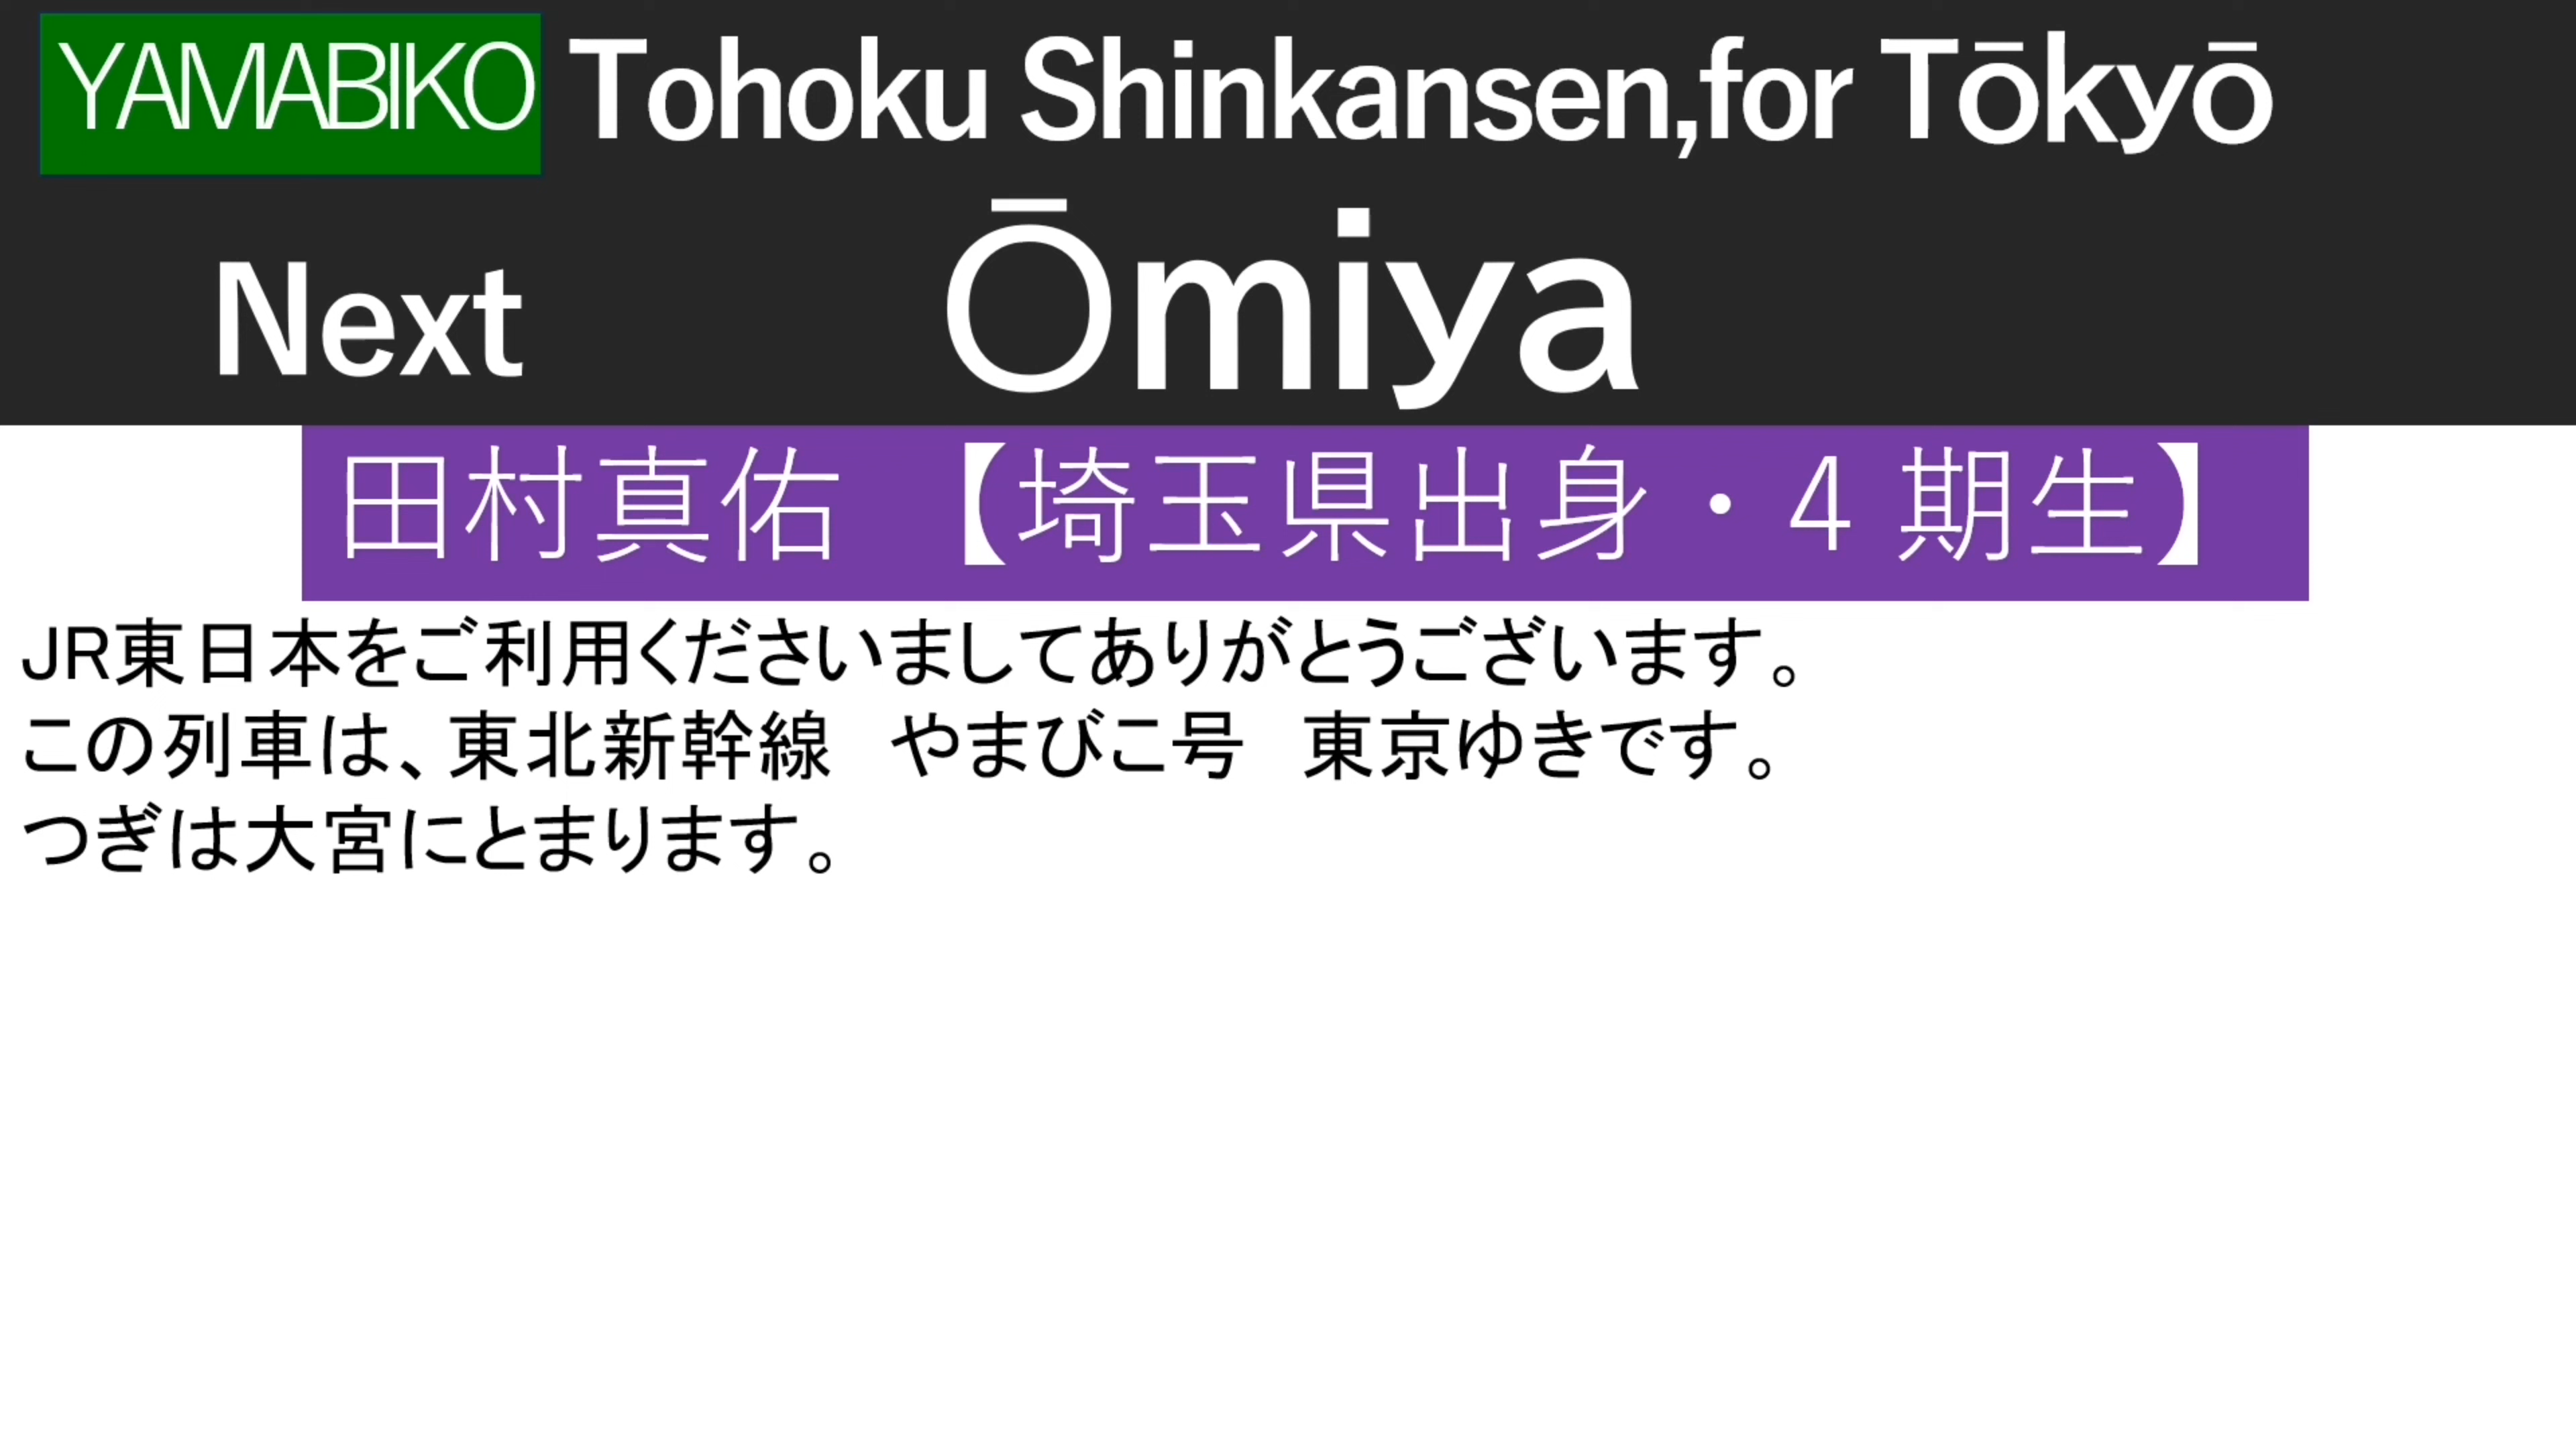 YAMABIKO Tohoku Shinkansen,for Tōkyō
Next Ōmiya
田村真佑 【埼玉県出身・4 期生】
JR東日本をご利用くださいましてありがとうございます。
この列車は、東北新幹線　やまびこ号　東京ゆきです。
つぎは大宮にとまります。